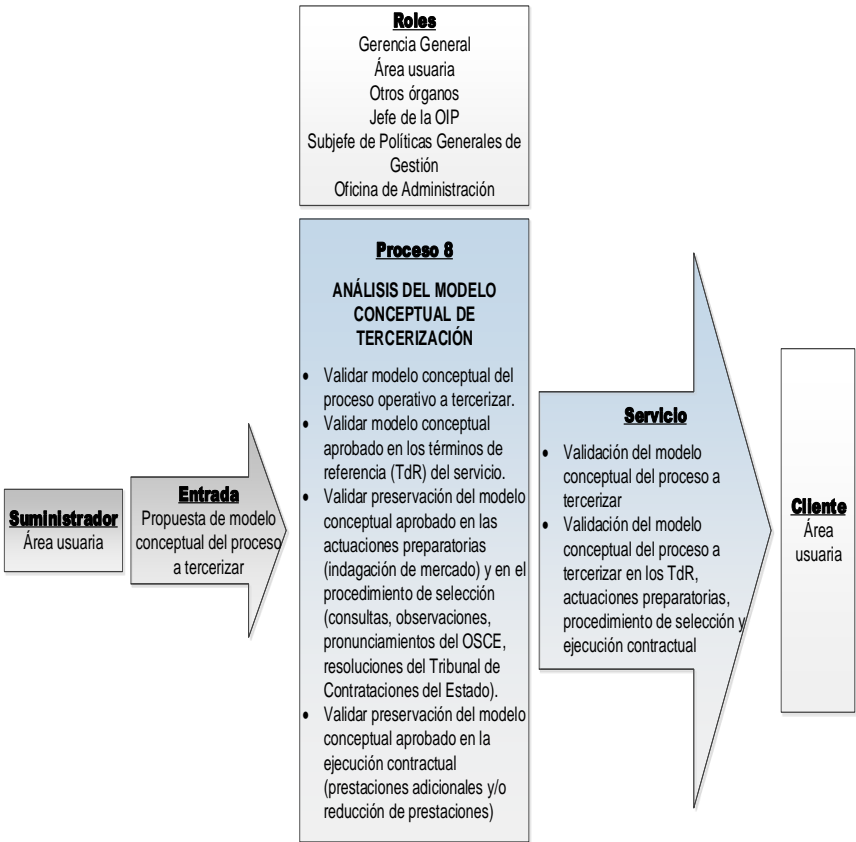 Roles
Gerencia General
Área usuaria
Otros órganos
Jefe de la OIP
Subjefe de Políticas Generales de
Gestión
Oficina de Administración
Suministrador
Área usuaria
Entrada
Propuesta de modelo
conceptual del proceso
a tercerizar
Proceso 8
ANÁLISIS DEL MODELO
CONCEPTUAL DE
TERCERIZACIÓN
• Validar modelo conceptual del
proceso operativo a tercerizar.
• Validar modelo conceptual
aprobado en los términos de
referencia (TdR) del servicio.
• Validar preservación del modelo
conceptual aprobado en las
actuaciones preparatorias
(indagación de mercado) y en el
procedimiento de selección
(consultas, observaciones,
pronunciamientos del OSCE,
resoluciones del Tribunal de
Contrataciones del Estado).
• Validar preservación del modelo
conceptual aprobado en la
ejecución contractual
(prestaciones adicionales y/o
reducción de prestaciones)
Servicio
• Validación del modelo
conceptual del proceso a
tercerizar
• Validación del modelo
conceptual del proceso a
tercerizar en los TdR,
actuaciones preparatorias,
procedimiento de selección y
ejecución contractual
Cliente
Área
usuaria